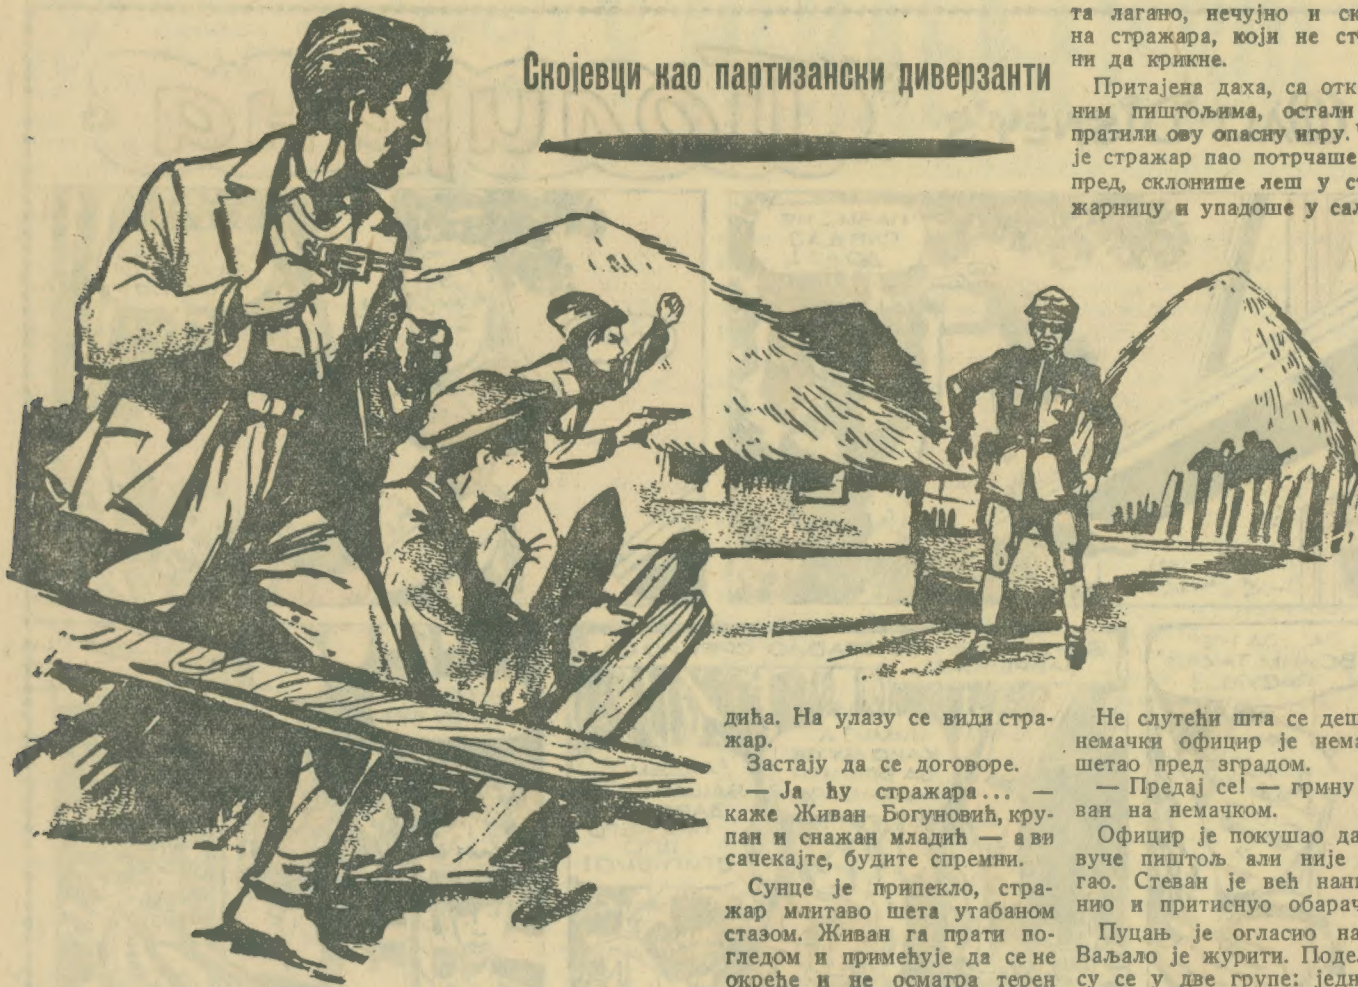 Скојевци као партизански диверзанти
та лагано, нечујно и ск
на стражара, који не ст
ни да крикне.
Притајена даха, са отк
ним пиштољима, остали
пратили ову опасну игру.
је стражар пао потрчаше
пред, склонише леш у ст
жарницу и упадоше у сал
дића. На улазу се види стра-
жар.
Застају да се договоре.
— Ја ћу стражара... —
каже Живан Богуновић, кру-
пан и снажан младић — а ви
сачекајте, будите спремни.
Сунце је припекло, стра-
жар млитаво шета утабаном
стазом. Живан га прати по-
гледом и примећује да се не
окреће и не осматра терен
Не слутећи шта се деш
немачки официр је нема
шетао пред зградом.
— Предај се! — грмну
ван на немачком.
Официр је покушао да
вуче пиштољ али није
гао. Стеван је већ нани
нио и притиснуо обарач
Пуцањ је огласио на
Ваљало је журити. Подел
су се у две групе: једн